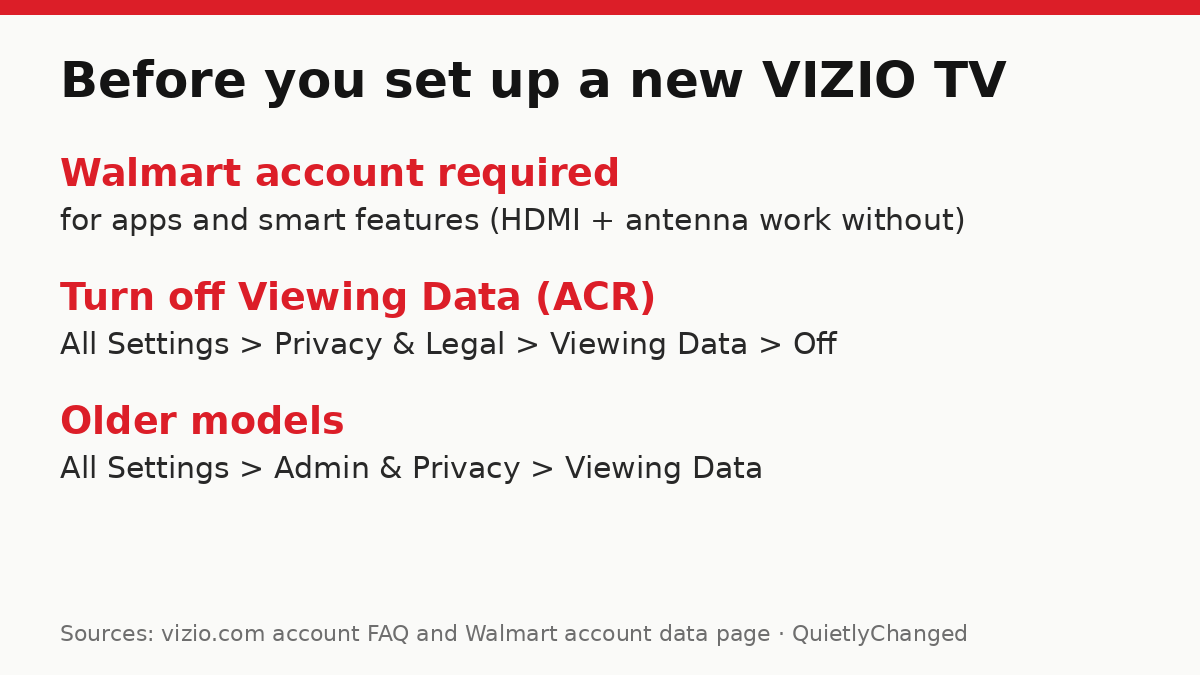 Before you set up a new VIZIO TV
Walmart account required
for apps and smart features (HDMI + antenna work without)
Turn off Viewing Data (ACR)
All Settings > Privacy & Legal > Viewing Data > Off
Older models
All Settings > Admin & Privacy > Viewing Data
Sources: vizio.com account FAQ and Walmart account data page · QuietlyChanged